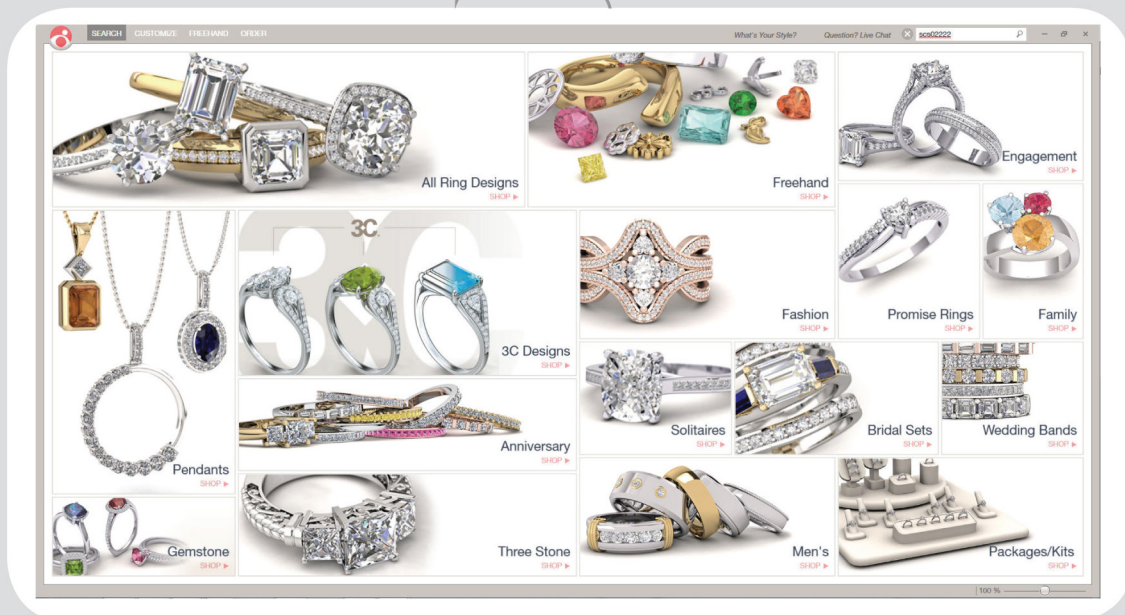 SEARCH CUSTOMIZE FREEHAND ORDER
What's Your Style? Question? Live Chat scs02222
All Ring Designs
SHOP ▶
Freehand
SHOP ▶
Engagement
SHOP ▶
Pendants
SHOP ▶
3C
3C Designs
SHOP ▶
Fashion
SHOP ▶
Promise Rings
SHOP ▶
Family
SHOP ▶
Anniversary
SHOP ▶
Solitaires
SHOP ▶
Bridal Sets
SHOP ▶
Wedding Bands
SHOP ▶
Gemstone
SHOP ▶
Three Stone
SHOP ▶
Men's
SHOP ▶
Packages/Kits
SHOP ▶
100 %